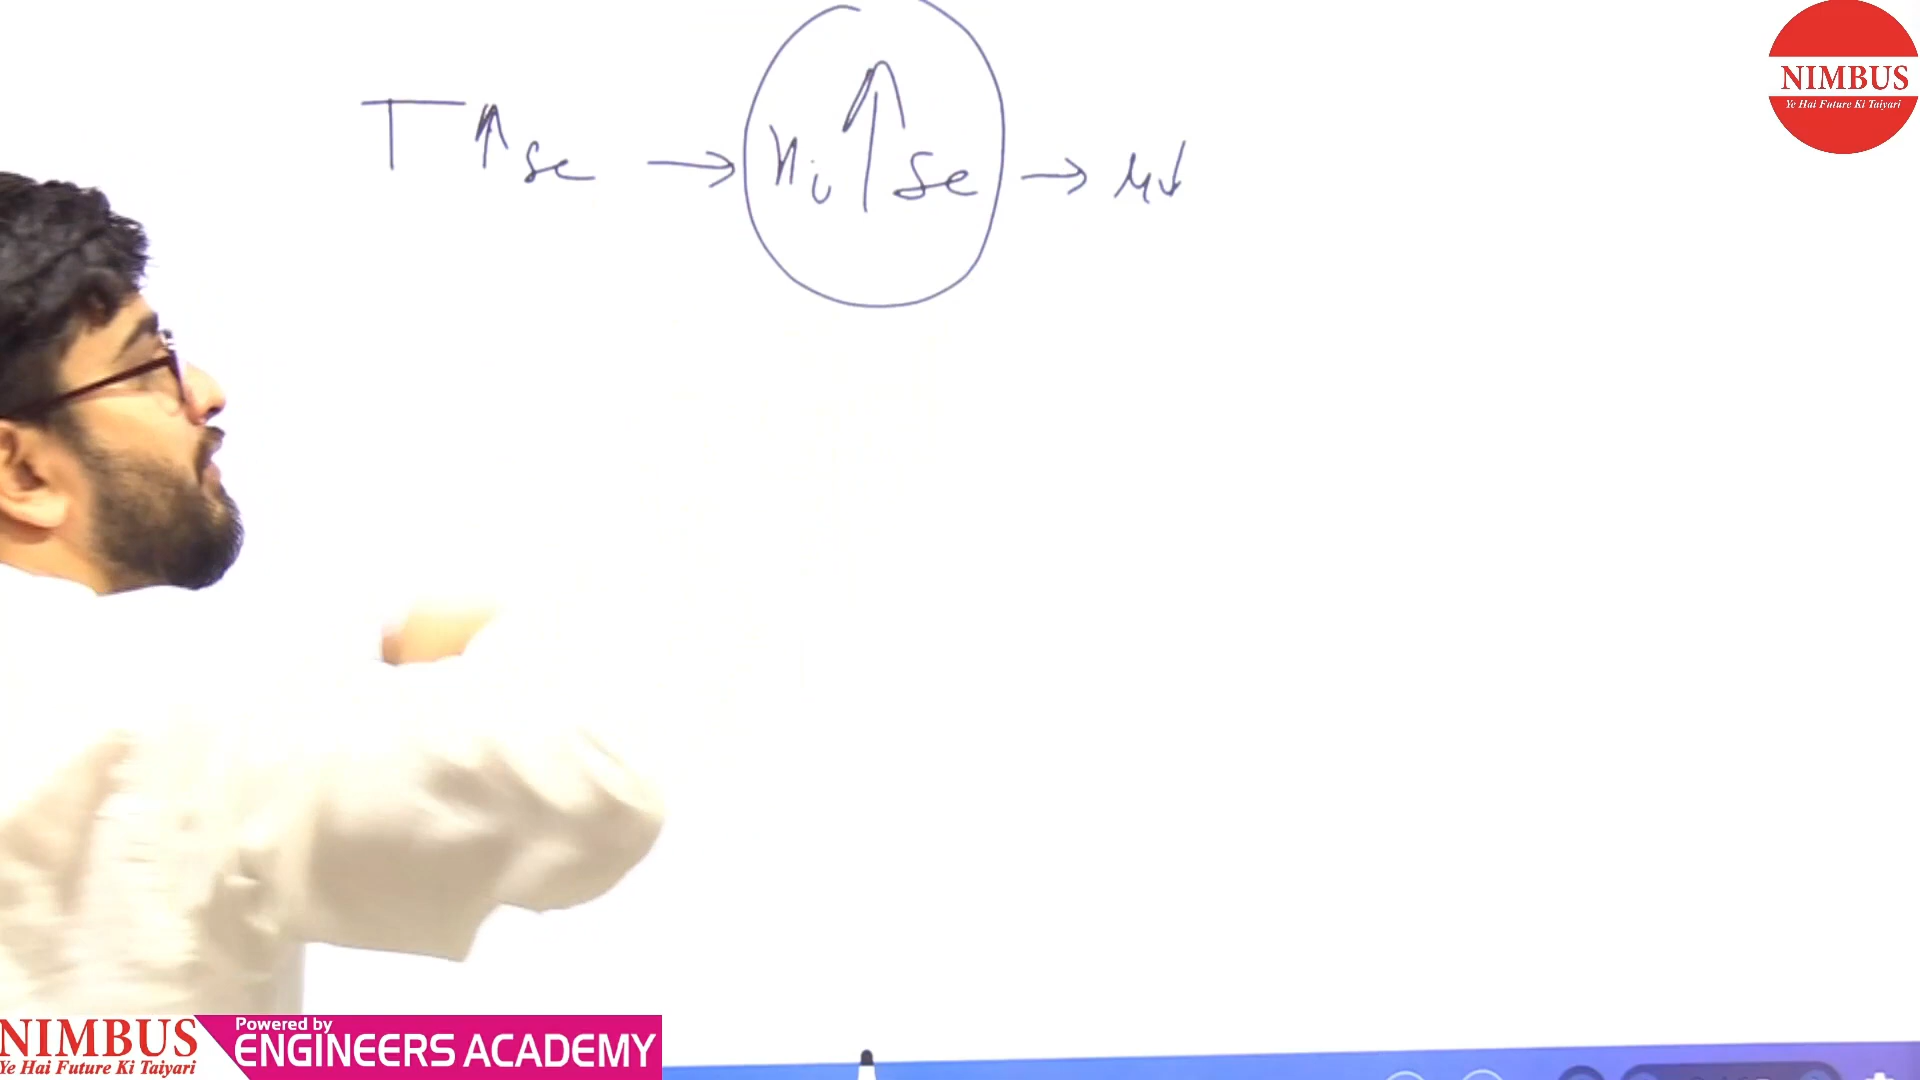 T↑ se → ni↑ se → μ↓
NIMBUS
Ye Hai Future Ki Taiyari
NIMBUS
Ye Hai Future Ki Taiyari
Powered by
ENGINEERS ACADEMY